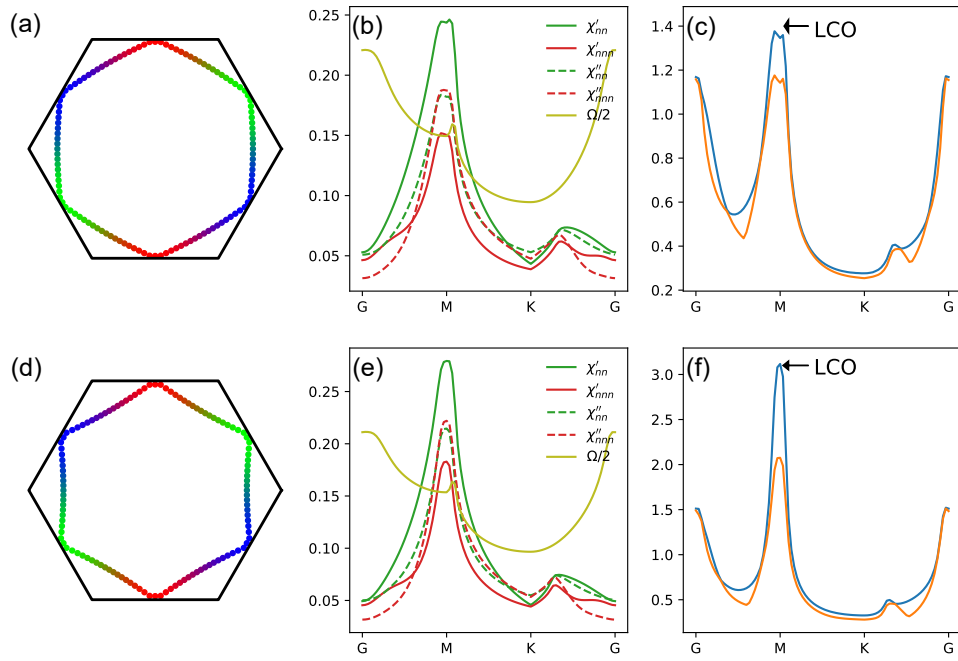 (a)
(b)
0.25
0.20
0.15
0.10
0.05
G M K G
χ′nn
χ′nnn
χ″nn
χ″nnn
Ω/2
(c)
1.4
1.2
1.0
0.8
0.6
0.4
0.2
G M K G
LCO
(d)
(e)
0.25
0.20
0.15
0.10
0.05
G M K G
χ′nn
χ′nnn
χ″nn
χ″nnn
Ω/2
(f)
3.0
2.5
2.0
1.5
1.0
0.5
G M K G
LCO